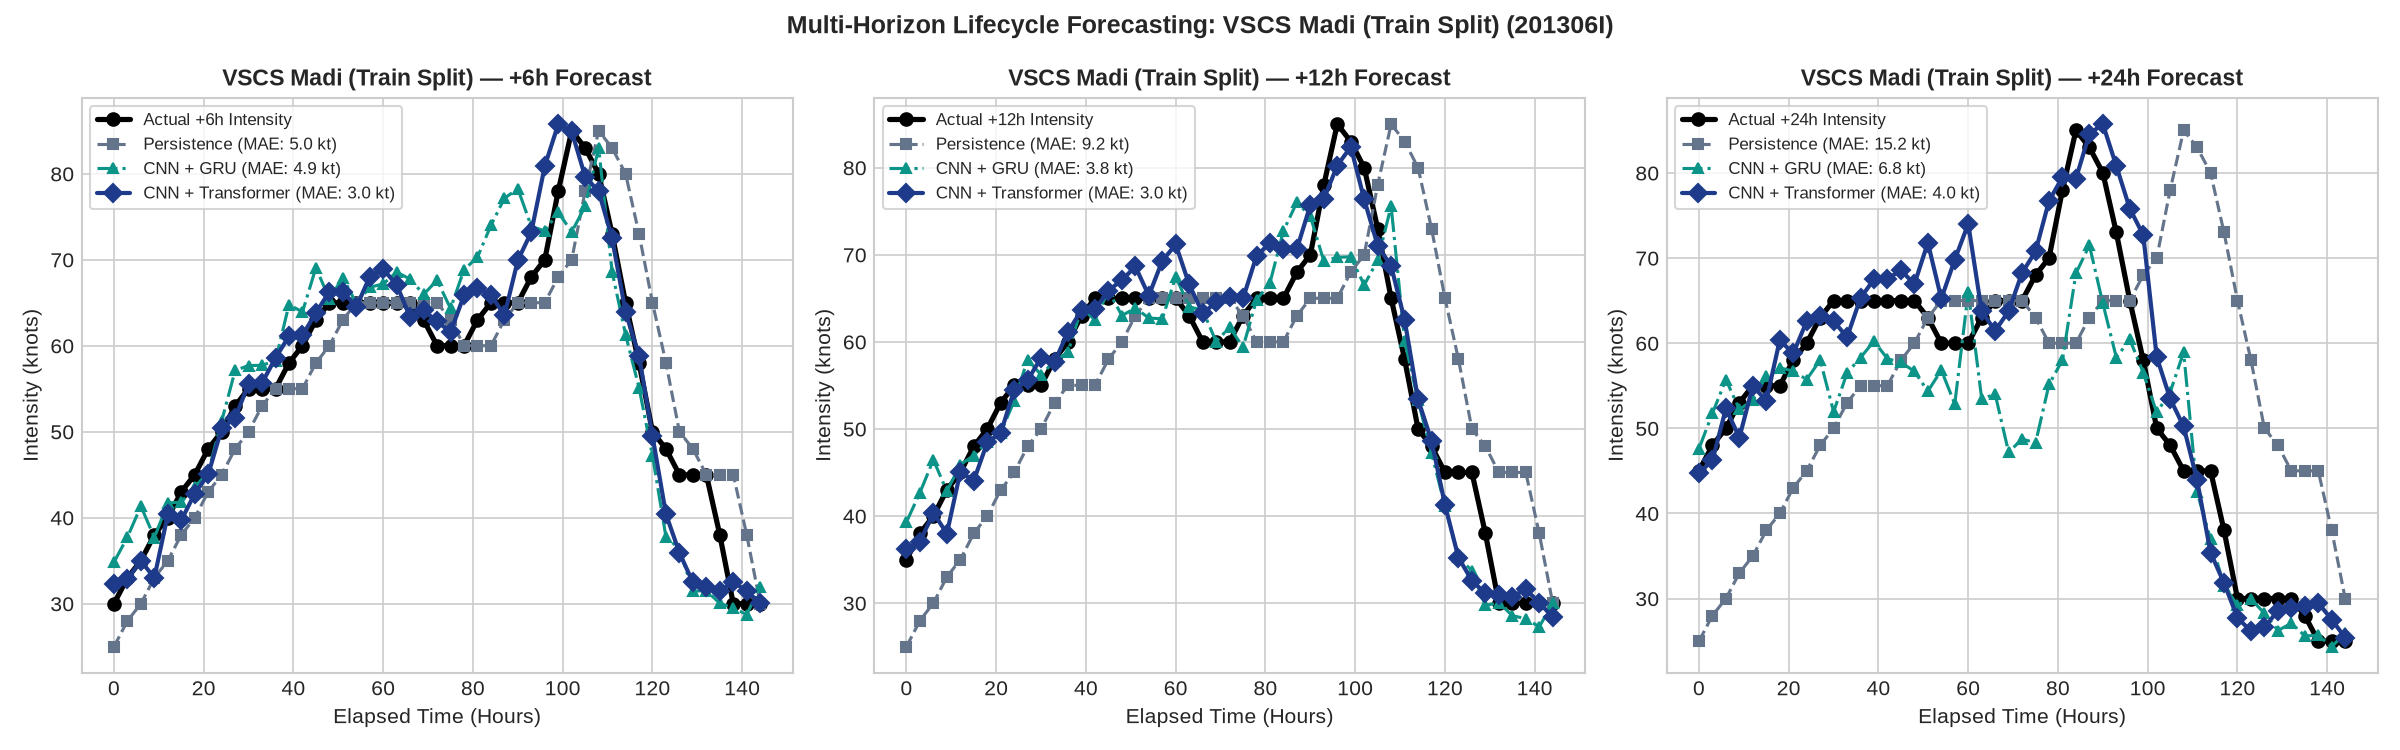 Multi-Horizon Lifecycle Forecasting: VSCS Madi (Train Split) (201306I)
VSCS Madi (Train Split) — +6h Forecast
Actual +6h Intensity
Persistence (MAE: 5.0 kt)
CNN + GRU (MAE: 4.9 kt)
CNN + Transformer (MAE: 3.0 kt)
80
70
60
50
40
30
Intensity (knots)
0 20 40 60 80 100 120 140
Elapsed Time (Hours)
VSCS Madi (Train Split) — +12h Forecast
Actual +12h Intensity
Persistence (MAE: 9.2 kt)
CNN + GRU (MAE: 3.8 kt)
CNN + Transformer (MAE: 3.0 kt)
80
70
60
50
40
30
Intensity (knots)
0 20 40 60 80 100 120 140
Elapsed Time (Hours)
VSCS Madi (Train Split) — +24h Forecast
Actual +24h Intensity
Persistence (MAE: 15.2 kt)
CNN + GRU (MAE: 6.8 kt)
CNN + Transformer (MAE: 4.0 kt)
80
70
60
50
40
30
Intensity (knots)
0 20 40 60 80 100 120 140
Elapsed Time (Hours)